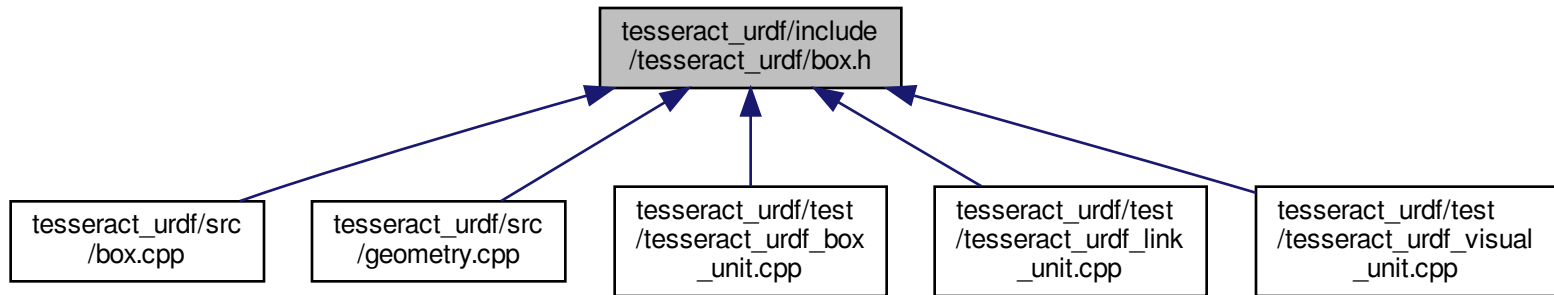 tesseract_urdf/include
/tesseract_urdf/box.h
tesseract_urdf/src
/box.cpp
tesseract_urdf/src
/geometry.cpp
tesseract_urdf/test
/tesseract_urdf_box
_unit.cpp
tesseract_urdf/test
/tesseract_urdf_link
_unit.cpp
tesseract_urdf/test
/tesseract_urdf_visual
_unit.cpp